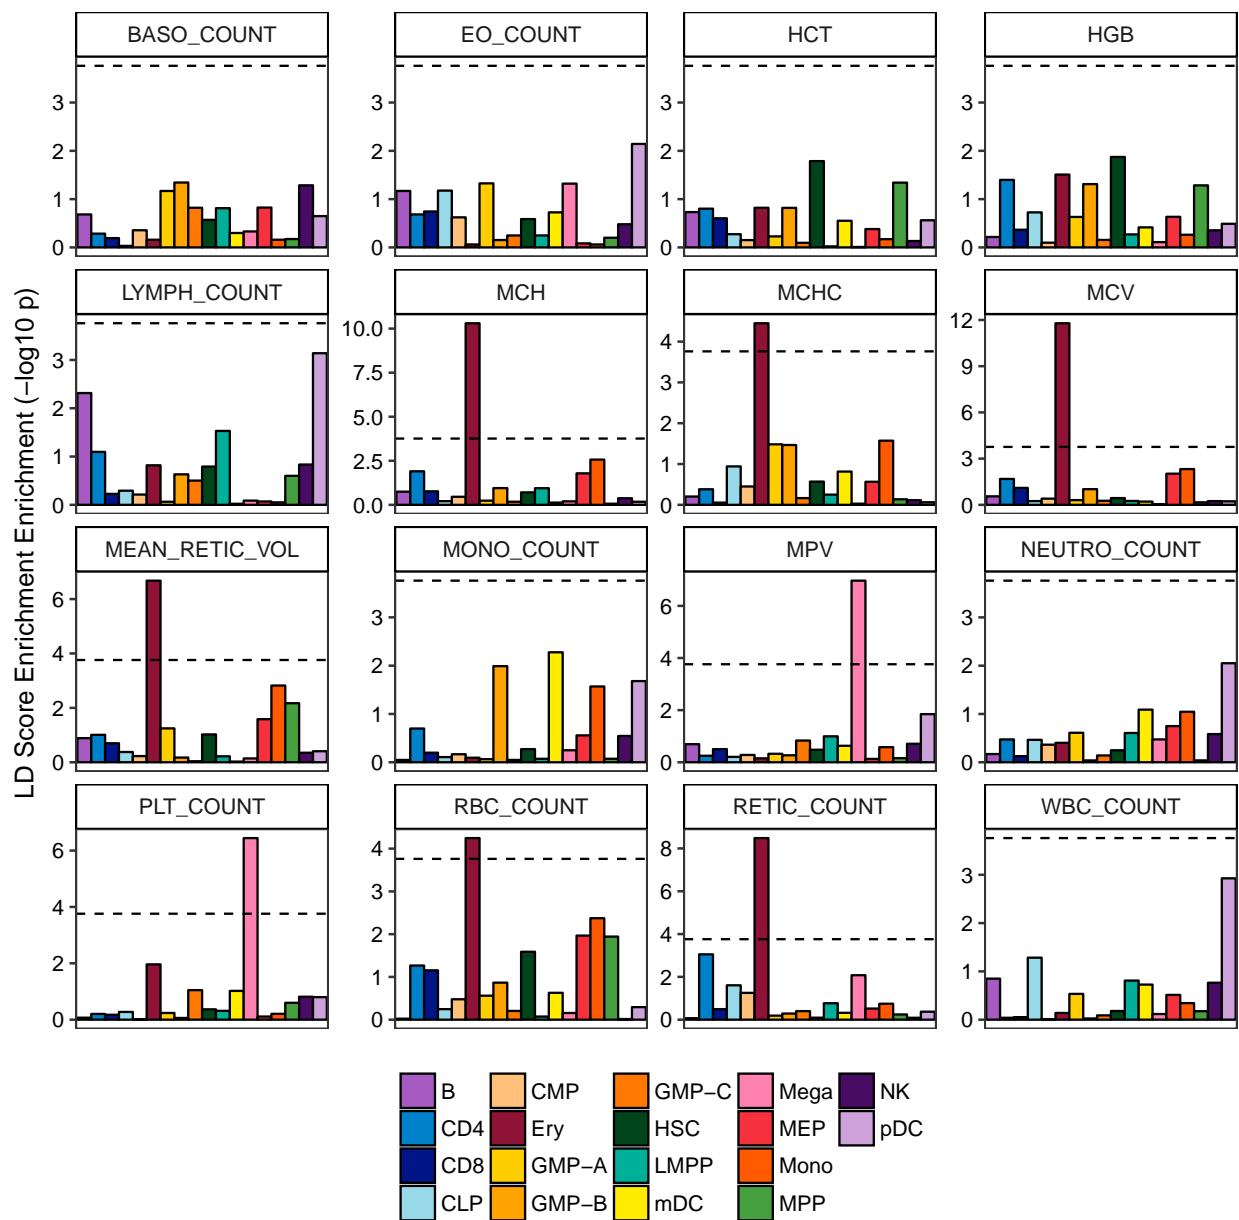 BASO_COUNT EO_COUNT HCT HGB
3 3 3 3
2 2 2 2
1 1 1 1
0 0 0 0
LYMPH_COUNT MCH MCHC MCV
3 10.0 4 12
2 7.5 3 9
1 5.0 2 6
0 2.5 1 3
0.0 0 0
LD Score Enrichment Enrichment (−log10 p)
MEAN_RETIC_VOL MONO_COUNT MPV NEUTRO_COUNT
6 3 6 3
4 2 4 2
2 1 2 1
0 0 0 0
PLT_COUNT RBC_COUNT RETIC_COUNT WBC_COUNT
6 4 8 3
4 3 6 2
2 2 4 1
0 1 2 0
0 0
B CMP GMP−C Mega NK
CD4 Ery HSC MEP pDC
CD8 GMP−A LMPP Mono
CLP GMP−B mDC MPP